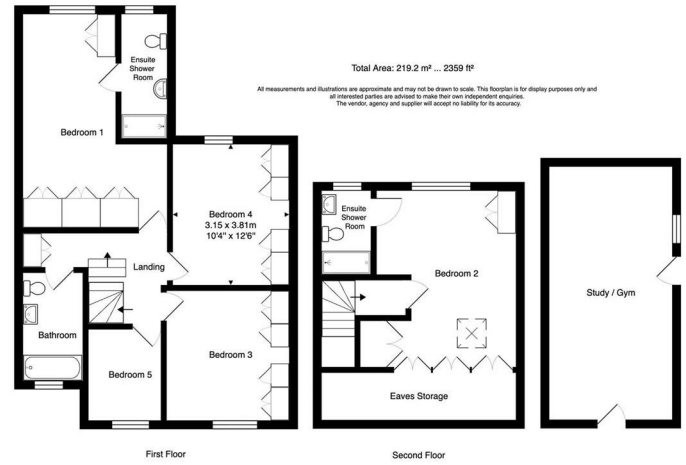 Total Area: 219.2 m² ... 2359 ft²
All measurements and illustrations are approximate and may not be drawn to scale. This floorplan is for display purposes only and
all interested parties are advised to make their own independent enquiries.
The vendor, agency and supplier will accept no liability for its accuracy.
Ensuite
Shower
Room
Bedroom 1
Bedroom 4
3.15 x 3.81m
10'4" x 12'6"
Landing
Bathroom
Bedroom 5
Bedroom 3
First Floor
Ensuite
Shower
Room
Bedroom 2
Eaves Storage
Second Floor
Study / Gym